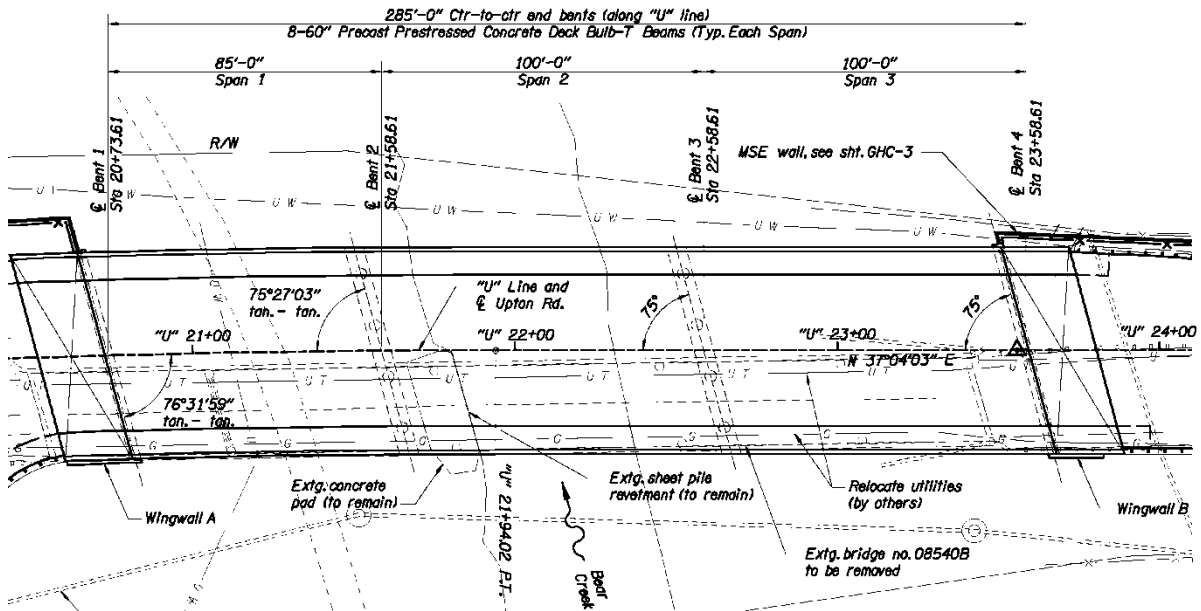 285'-0" Ctr-to-ctr end bents (along "U" line)
8-60" Precast Prestressed Concrete Deck Bulb-T Beams (Typ. Each Span)
85'-0"
Span 1
100'-0"
Span 2
100'-0"
Span 3
℄ Bent 1
Sta 20+73.61
R/W
℄ Bent 2
Sta 21+58.61
℄ Bent 3
Sta 22+58.61
MSE wall, see sht. GHC-3
℄ Bent 4
Sta 23+58.61
U T
U W
U W
U W
U W
U W
75°27'03"
tan. - tan.
"U" Line and
℄ Upton Rd.
75°
75°
"U" 21+00
"U" 22+00
"U" 23+00
"U" 24+00
N 37°04'03" E
U T
U T
U T
U T
U T
76°31'59"
tan. - tan.
G
G
G
G
G
G
G
Wingwall A
Extg. concrete
pad (to remain)
"U" 21+94.02 P.T.
Extg. sheet pile
revetment (to remain)
Bear
Creek
Relocate utilities
(by others)
Wingwall B
Extg. bridge no. 08540B
to be removed